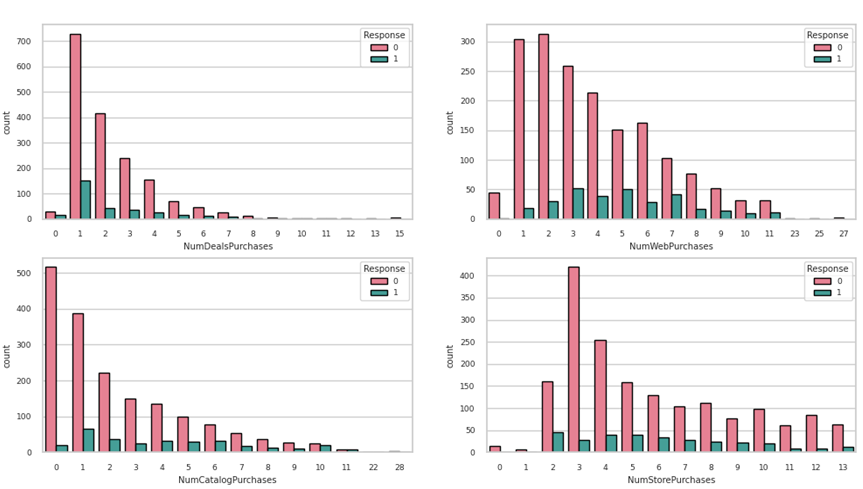 Response
0
1
700
600
500
400
300
200
100
0
count
0 1 2 3 4 5 6 7 8 9 10 11 12 13 15
NumDealsPurchases
Response
0
1
300
250
200
150
100
50
0
count
0 1 2 3 4 5 6 7 8 9 10 11 23 25 27
NumWebPurchases
Response
0
1
500
400
300
200
100
0
count
0 1 2 3 4 5 6 7 8 9 10 11 22 28
NumCatalogPurchases
Response
0
1
400
350
300
250
200
150
100
50
0
count
0 1 2 3 4 5 6 7 8 9 10 11 12 13
NumStorePurchases